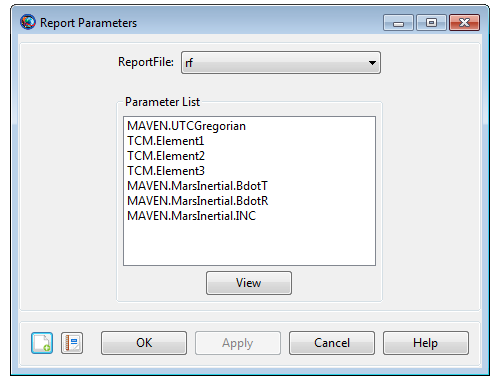 Report Parameters
ReportFile: rf
Parameter List
MAVEN.UTCGregorian
TCM.Element1
TCM.Element2
TCM.Element3
MAVEN.MarsInertial.BdotT
MAVEN.MarsInertial.BdotR
MAVEN.MarsInertial.INC
View
OK Apply Cancel Help